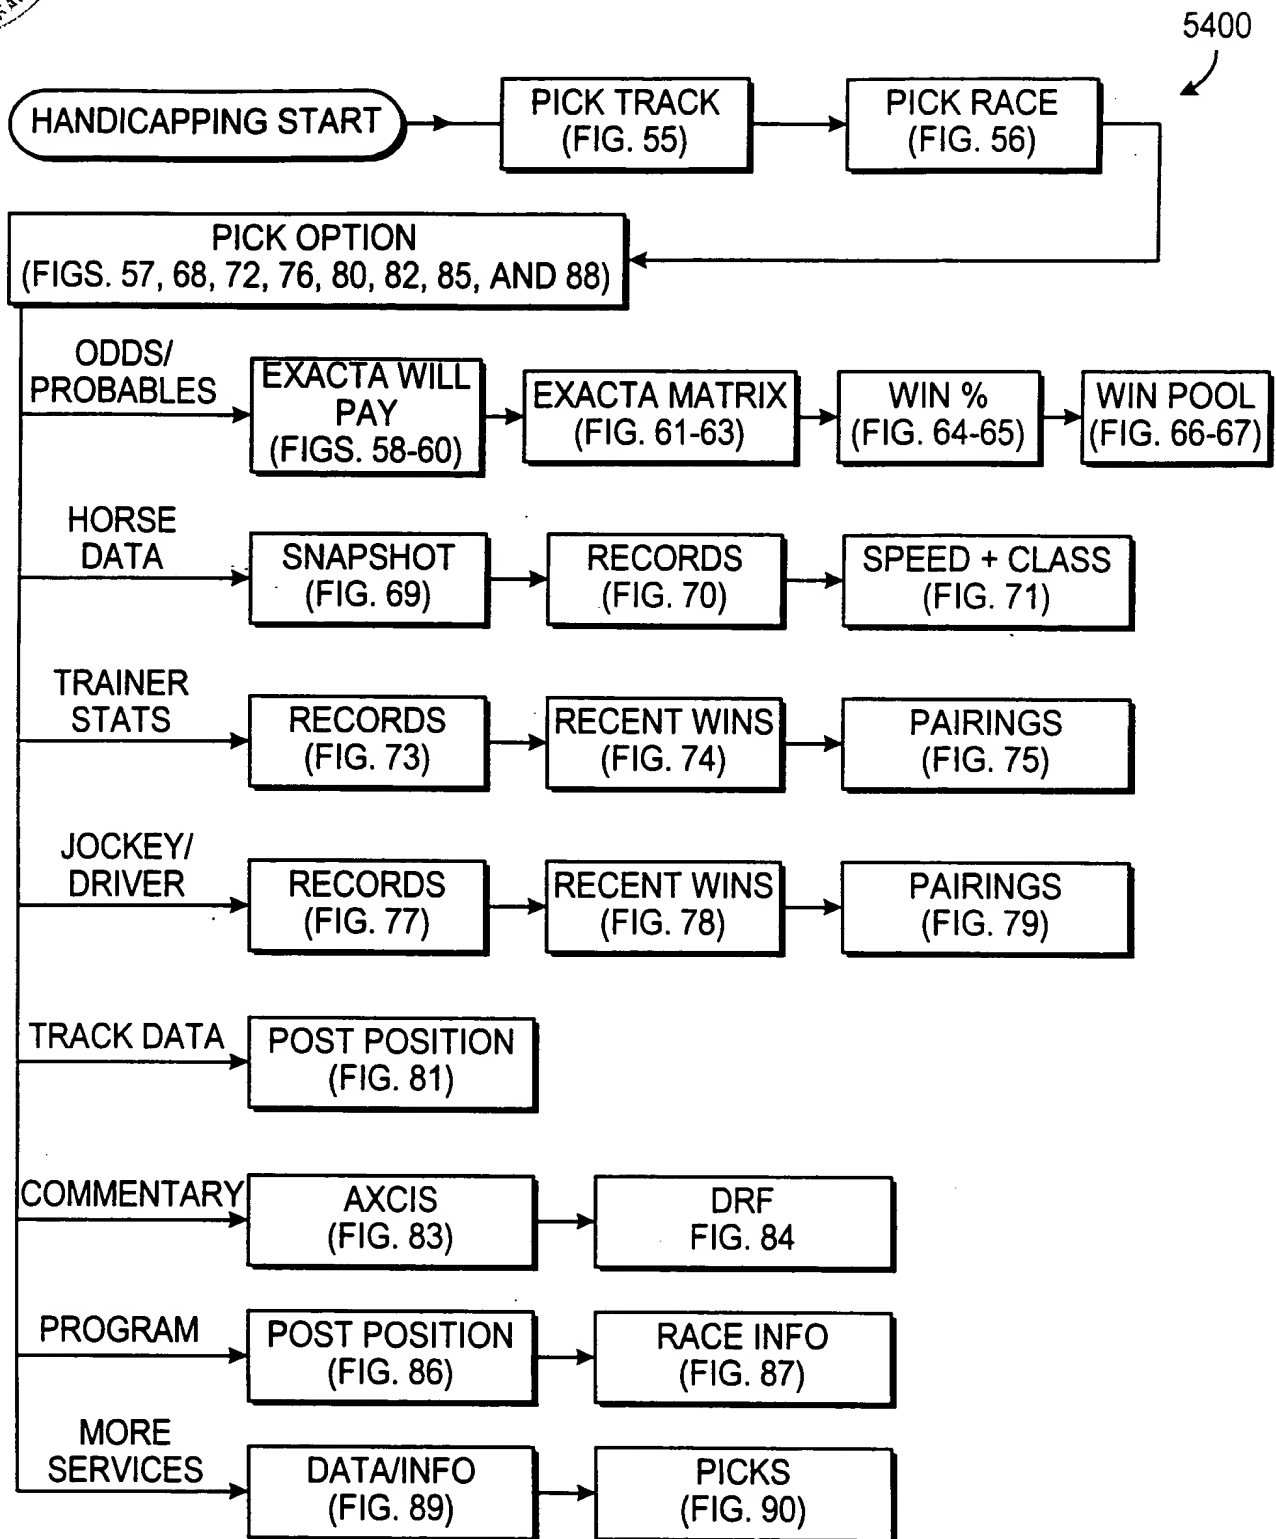 5400
HANDICAPPING START
PICK TRACK
(FIG. 55)
PICK RACE
(FIG. 56)
PICK OPTION
(FIGS. 57, 68, 72, 76, 80, 82, 85, AND 88)
ODDS/
PROBABLES
EXACTA WILL
PAY
(FIGS. 58-60)
EXACTA MATRIX
(FIG. 61-63)
WIN %
(FIG. 64-65)
WIN POOL
(FIG. 66-67)
HORSE
DATA
SNAPSHOT
(FIG. 69)
RECORDS
(FIG. 70)
SPEED + CLASS
(FIG. 71)
TRAINER
STATS
RECORDS
(FIG. 73)
RECENT WINS
(FIG. 74)
PAIRINGS
(FIG. 75)
JOCKEY/
DRIVER
RECORDS
(FIG. 77)
RECENT WINS
(FIG. 78)
PAIRINGS
(FIG. 79)
TRACK DATA
POST POSITION
(FIG. 81)
COMMENTARY
AXCIS
(FIG. 83)
DRF
FIG. 84
PROGRAM
POST POSITION
(FIG. 86)
RACE INFO
(FIG. 87)
MORE
SERVICES
DATA/INFO
(FIG. 89)
PICKS
(FIG. 90)